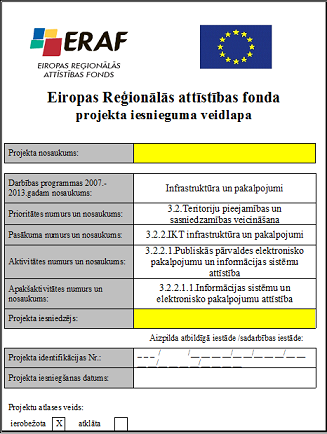 ERAF
EIROPAS REĢIONĀLĀS
ATTĪSTĪBAS FONDS
Eiropas Reģionālās attīstības fonda
projekta iesnieguma veidlapa
Projekta nosaukums:
Darbības programmas 2007.-
2013.gadam nosaukums:
Infrastruktūra un pakalpojumi
Prioritātes numurs un nosaukums:
3.2.Teritoriju pieejamības un
sasniedzamības veicināšana
Pasākuma numurs un nosaukums:
3.2.2.IKT infrastruktūra un pakalpojumi
Aktivitātes numurs un nosaukums:
3.2.2.1.Publiskās pārvaldes elektronisko
pakalpojumu un informācijas sistēmu
attīstība
Apakšaktivitātes numurs un
nosaukums:
3.2.2.1.1.Informācijas sistēmu un
elektronisko pakalpojumu attīstība
Projekta iesniedzējs:
Aizpilda atbildīgā iestāde /sadarbības iestāde:
Projekta identifikācijas Nr.:
Projekta iesniegšanas datums:
Projektu atlases veids:
ierobežota X atklāta